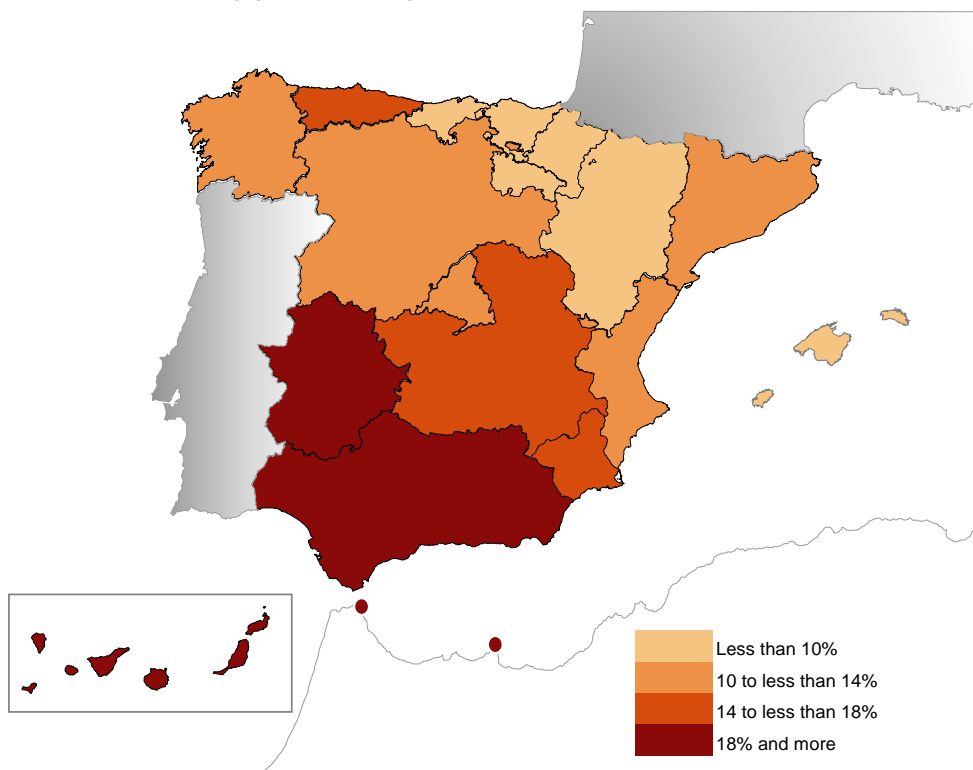 Less than 10%
10 to less than 14%
14 to less than 18%
18% and more